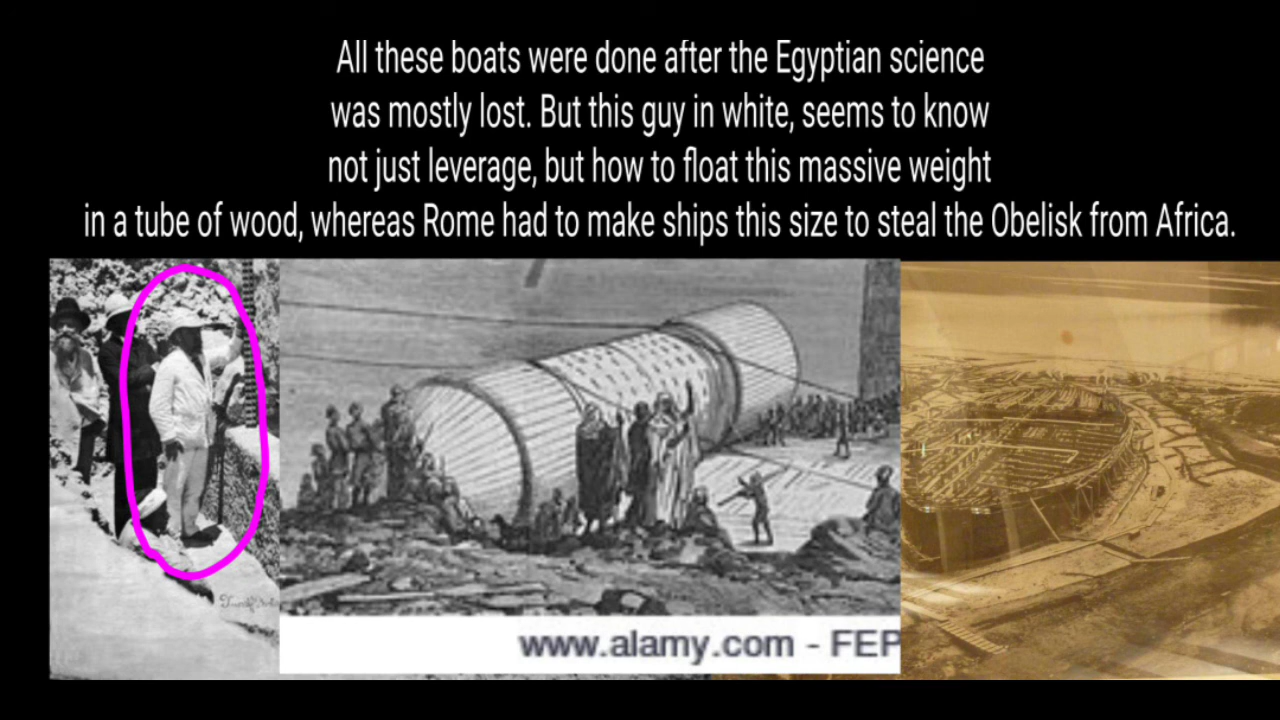 All these boats were done after the Egyptian science
was mostly lost. But this guy in white, seems to know
not just leverage, but how to float this massive weight
in a tube of wood, whereas Rome had to make ships this size to steal the Obelisk from Africa.
www.alamy.com - FEP